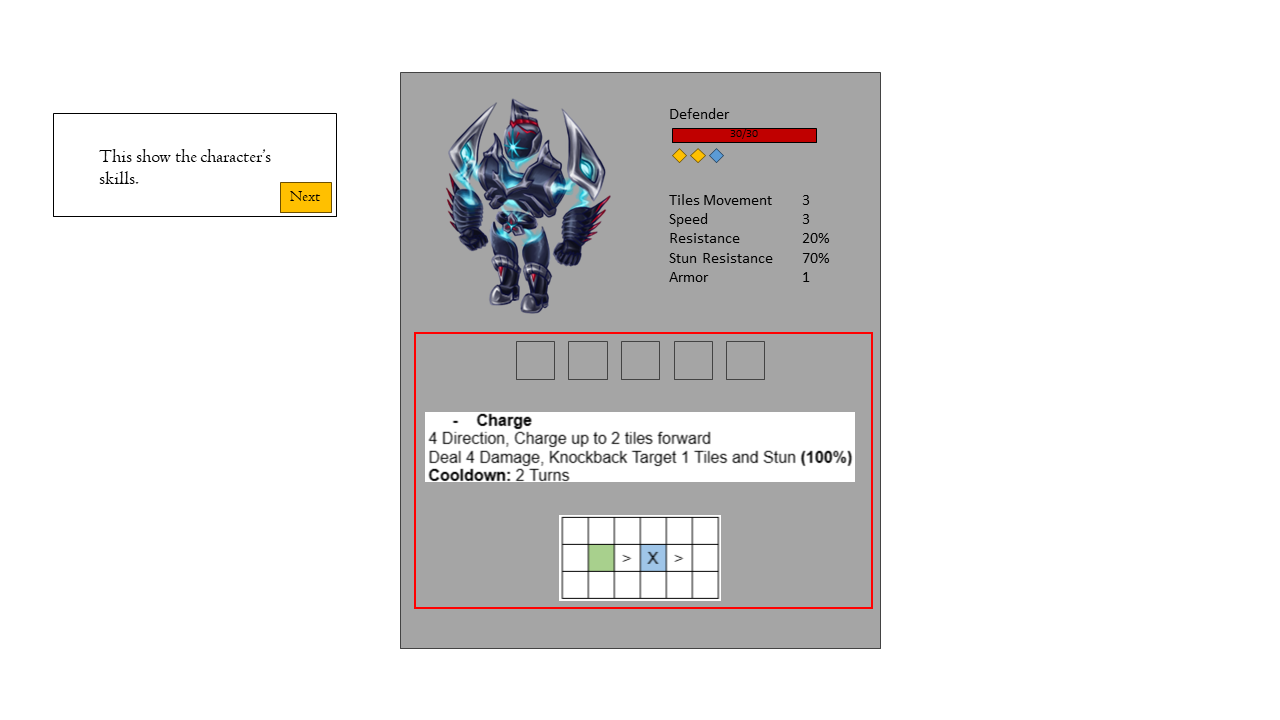 This show the character's
skills.
Next
Defender
30/30
Tiles Movement 3
Speed 3
Resistance 20%
Stun Resistance 70%
Armor 1
- Charge
4 Direction, Charge up to 2 tiles forward
Deal 4 Damage, Knockback Target 1 Tiles and Stun (100%)
Cooldown: 2 Turns
> X >